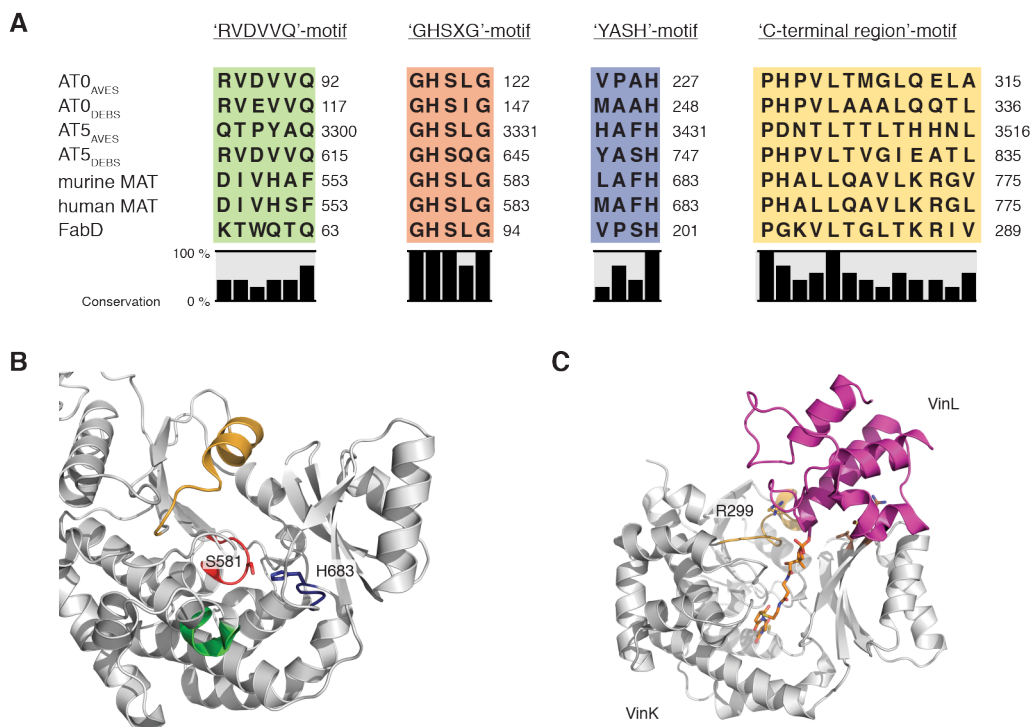 A
'RVDVVQ'-motif 'GHSXG'-motif 'YASH'-motif 'C-terminal region'-motif
AT0AVES RVDVVQ 92 GHSLG 122 VPAH 227 PHPVLTMGLQELA 315
AT0DEBS RVEVVQ 117 GHSIG 147 MAAH 248 PHPVLAAALQQTL 336
AT5AVES QTPYAQ 3300 GHSLG 3331 HAFH 3431 PDNTLTTLTHHNL 3516
AT5DEBS RVDVVQ 615 GHSQG 645 YASH 747 PHPVLTVGIEATL 835
murine MAT DIVHAF 553 GHSLG 583 LAFH 683 PHALLQAVLKRGV 775
human MAT DIVHSF 553 GHSLG 583 MAFH 683 PHALLQAVLKRGL 775
FabD KTWQTQ 63 GHSLG 94 VPSH 201 PGKVLTGLTKRIV 289
100 %
Conservation 0 %
B
S581
H683
C
VinL
R299
VinK